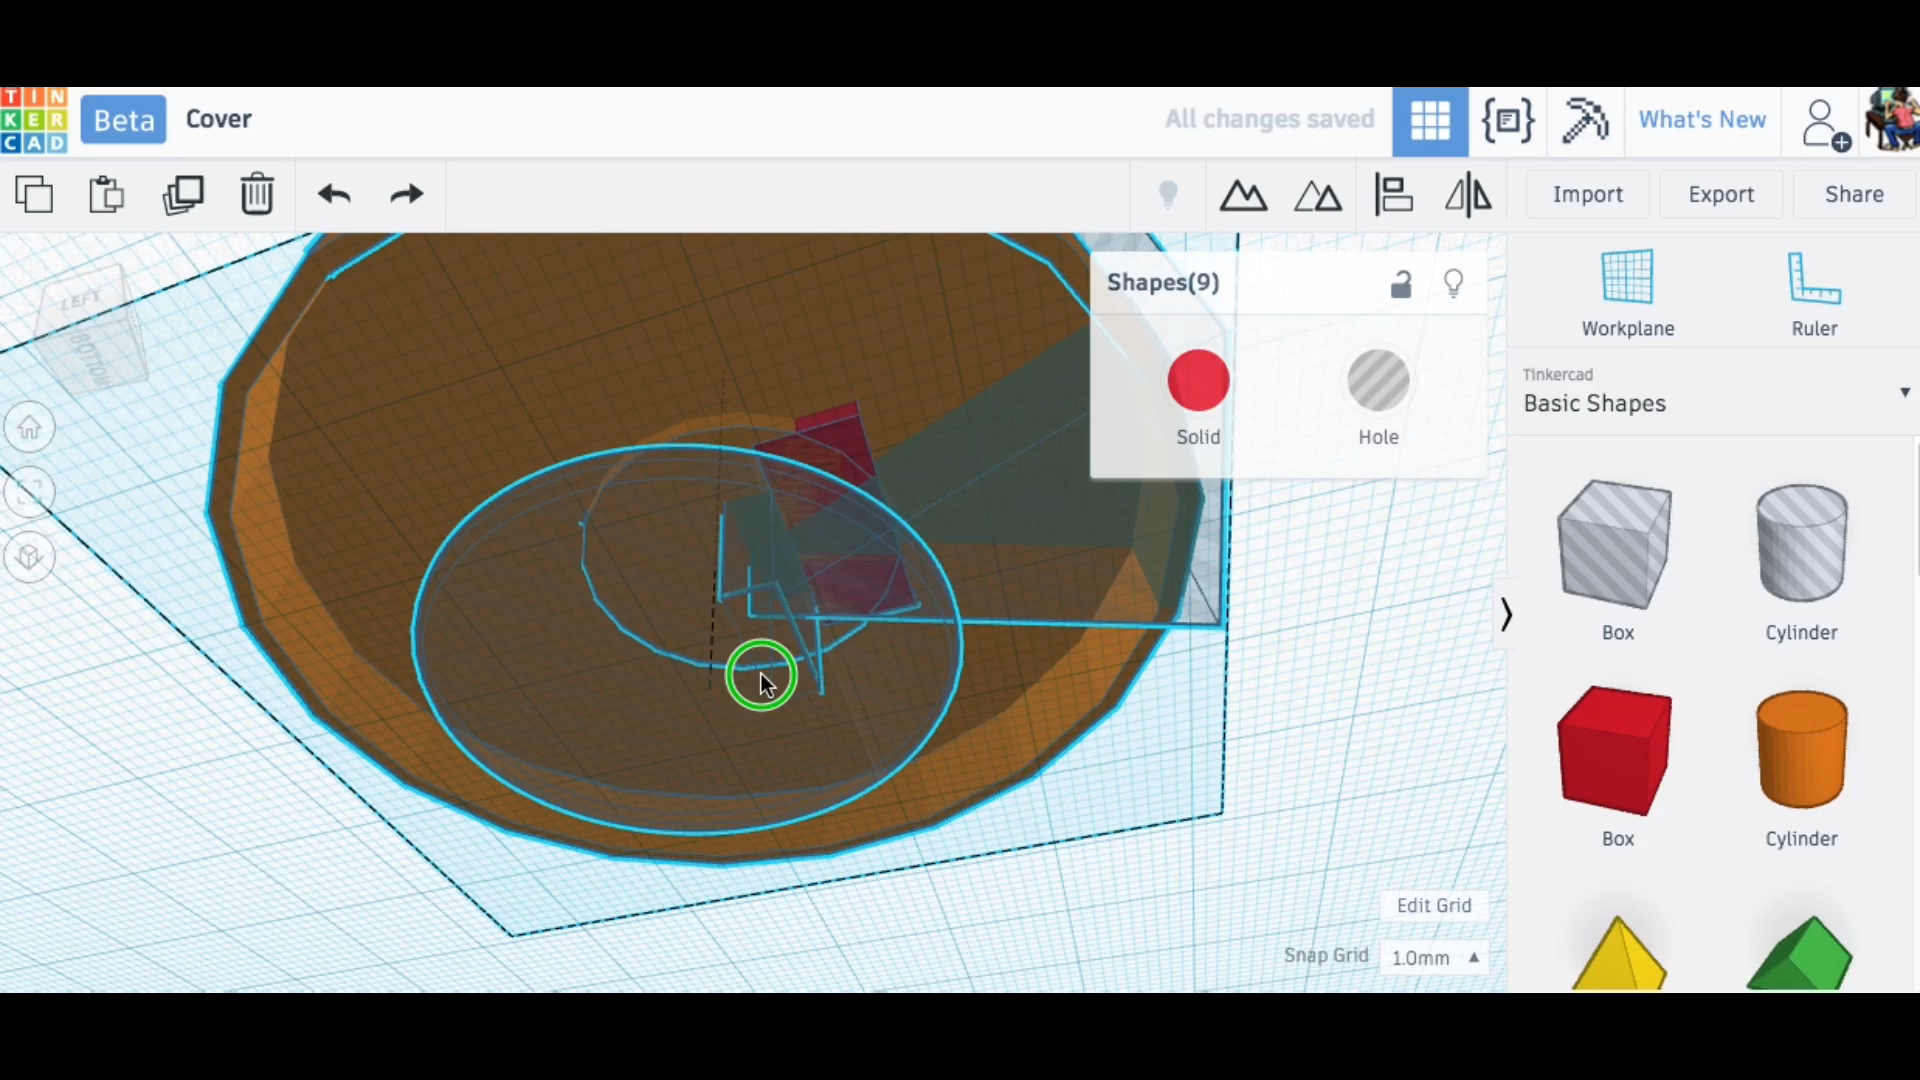 TIN
KER
CAD
Beta
Cover
All changes saved
What's New
Import
Export
Share
LEFT
BOTTOM
Shapes(9)
Solid
Hole
Workplane
Ruler
Tinkercad
Basic Shapes
Box
Cylinder
Box
Cylinder
Edit Grid
Snap Grid
1.0mm